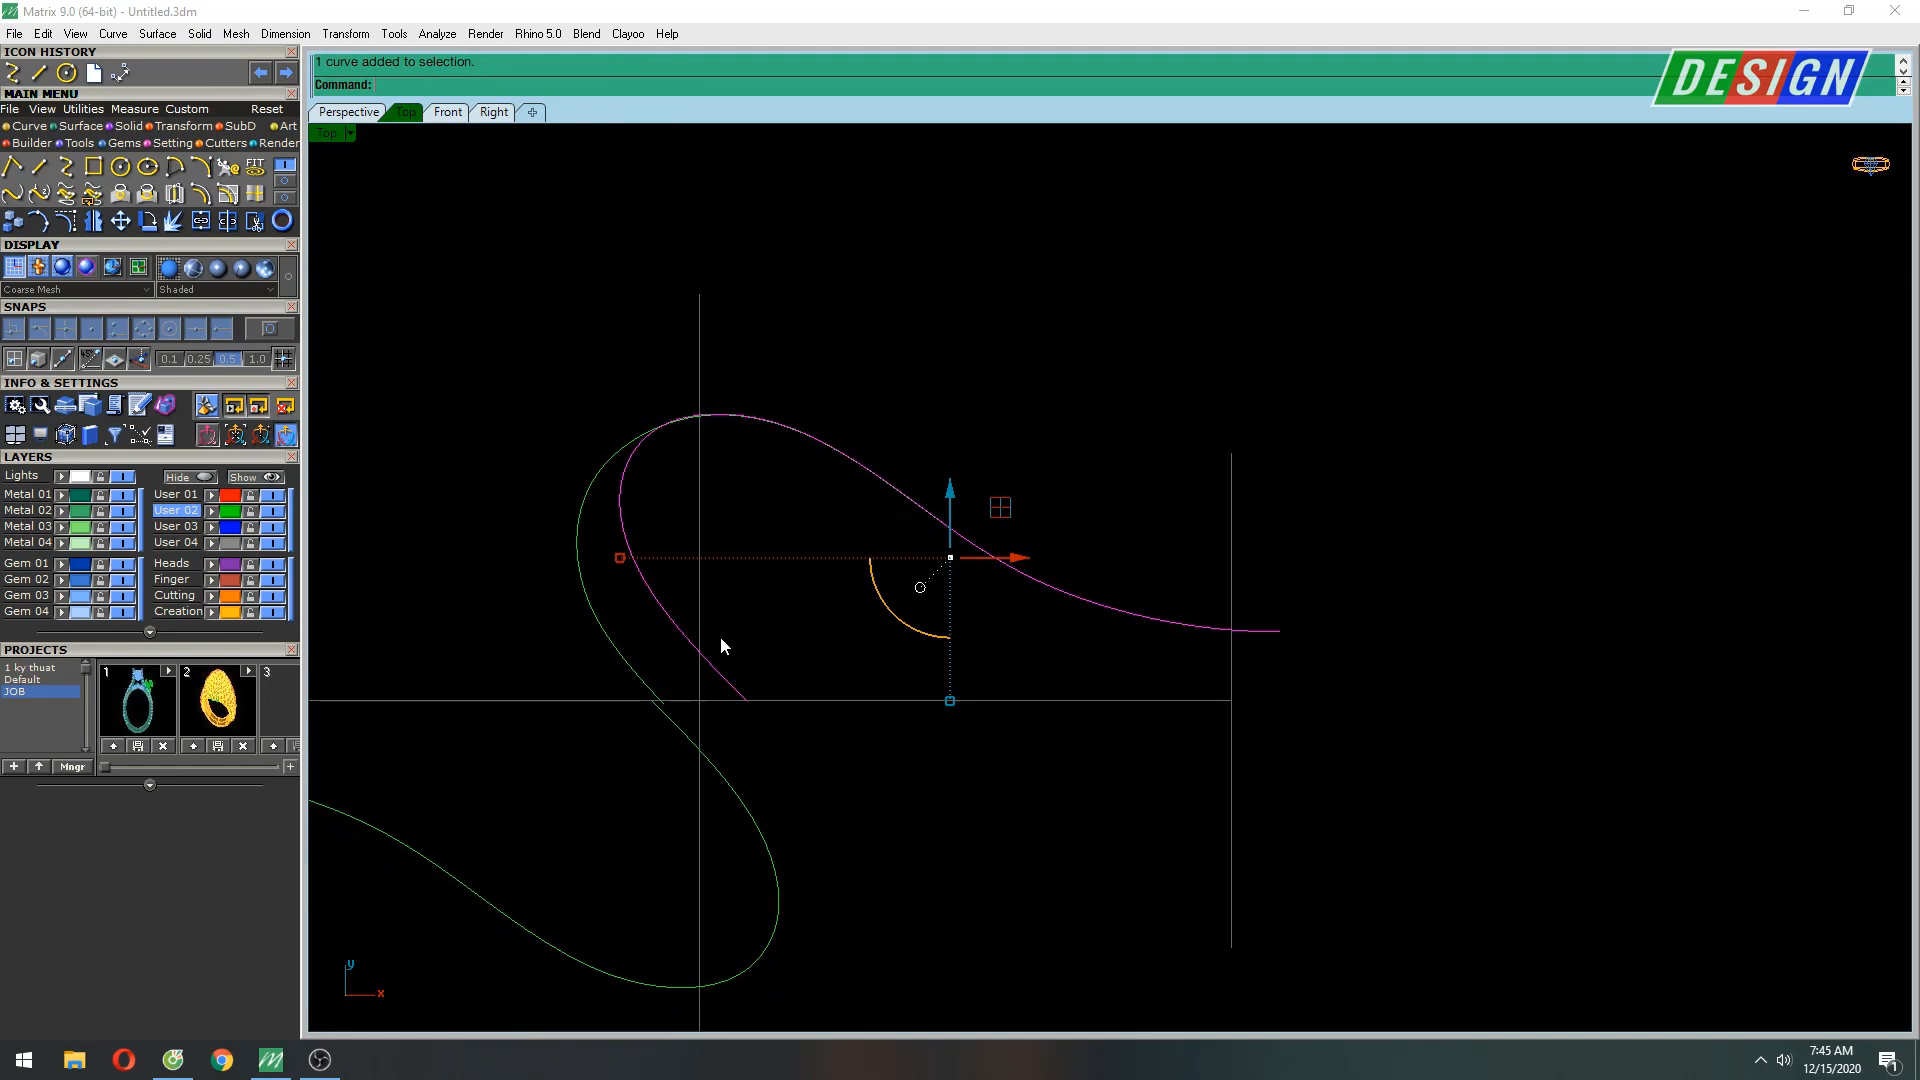 Matrix 9.0 (64-bit) - Untitled.3dm
File Edit View Curve Surface Solid Mesh Dimension Transform Tools Analyze Render Rhino 5.0 Blend Clayoo Help
ICON HISTORY
1 curve added to selection.
Command:
DESIGN
MAIN MENU
File View Utilities Measure Custom Reset
Perspective Top Front Right
Curve Surface Solid Transform SubD Art
Top
Builder Tools Gems Setting Cutters Render
FIT
DISPLAY
Coarse Mesh Shaded
SNAPS
0.1 0.25 0.5 1.0
INFO & SETTINGS
LAYERS
Lights Hide Show
Metal 01 User 01
Metal 02 User 02
Metal 03 User 03
Metal 04 User 04
Gem 01 Heads
Gem 02 Finger
Gem 03 Cutting
Gem 04 Creation
PROJECTS
1 ky thuat
Default
JOB
1 2 3
Mngr
y
x
7:45 AM
12/15/2020
1